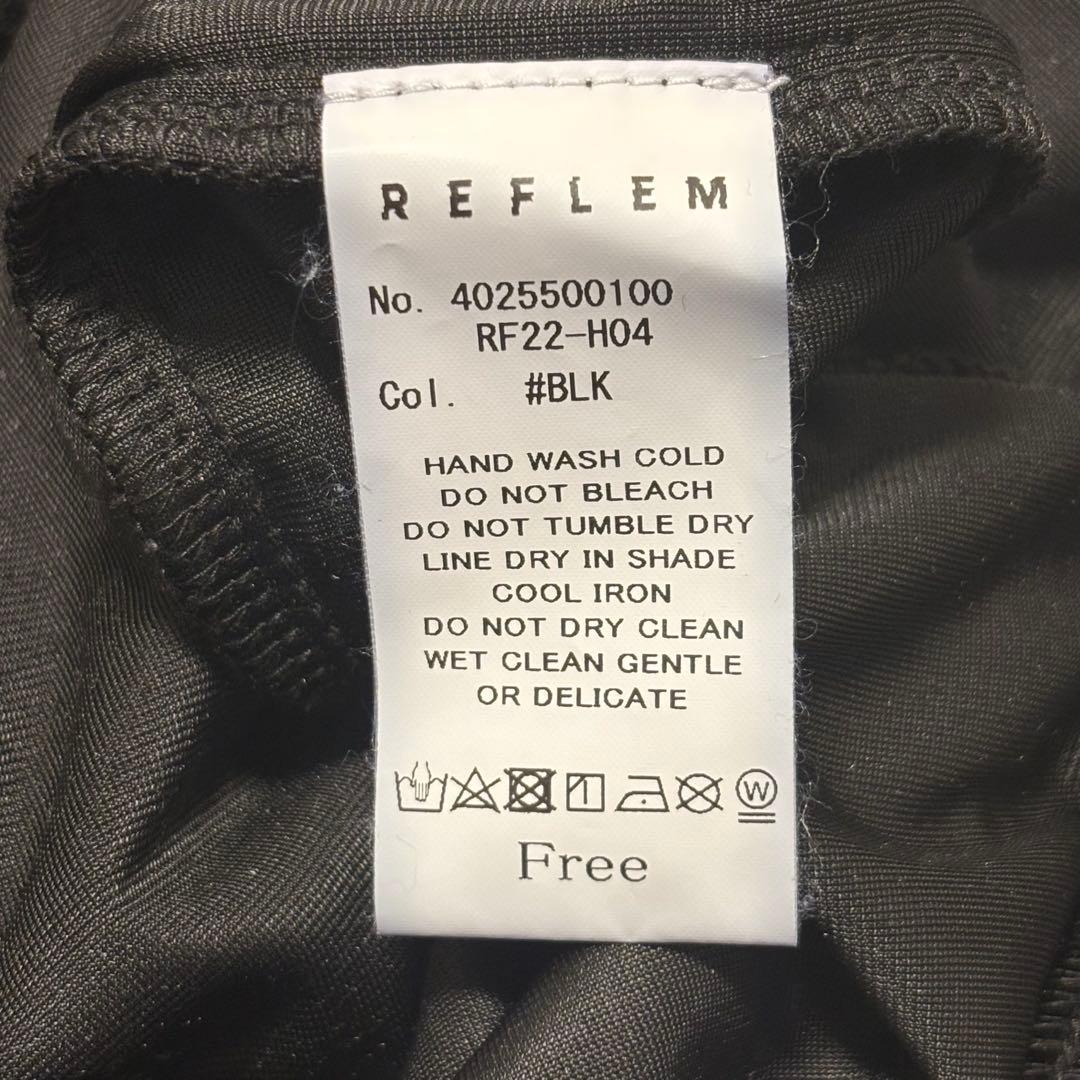 REFLEM
No. 4025500100
RF22-H04
Col. #BLK
HAND WASH COLD
DO NOT BLEACH
DO NOT TUMBLE DRY
LINE DRY IN SHADE
COOL IRON
DO NOT DRY CLEAN
WET CLEAN GENTLE
OR DELICATE
W
Free